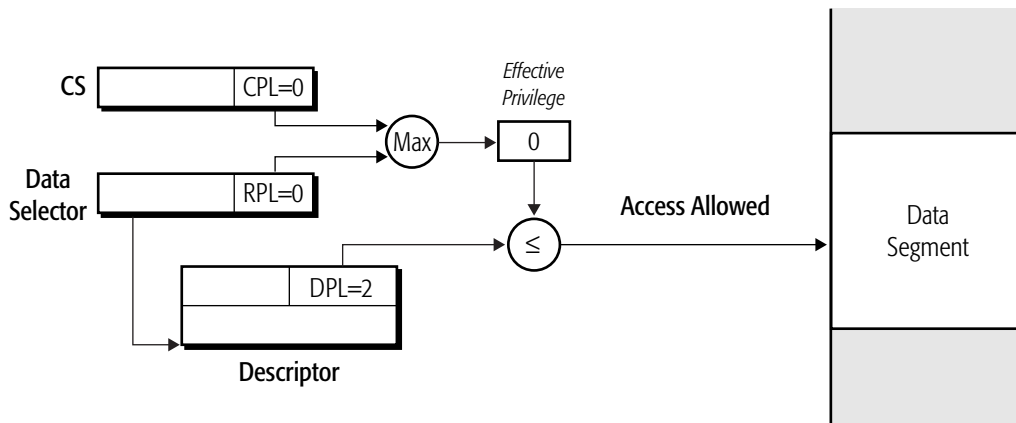 Effective
Privilege
CS
CPL=0
Max
0
Data
Selector
RPL=0
Access Allowed
Data
Segment
≤
DPL=2
Descriptor